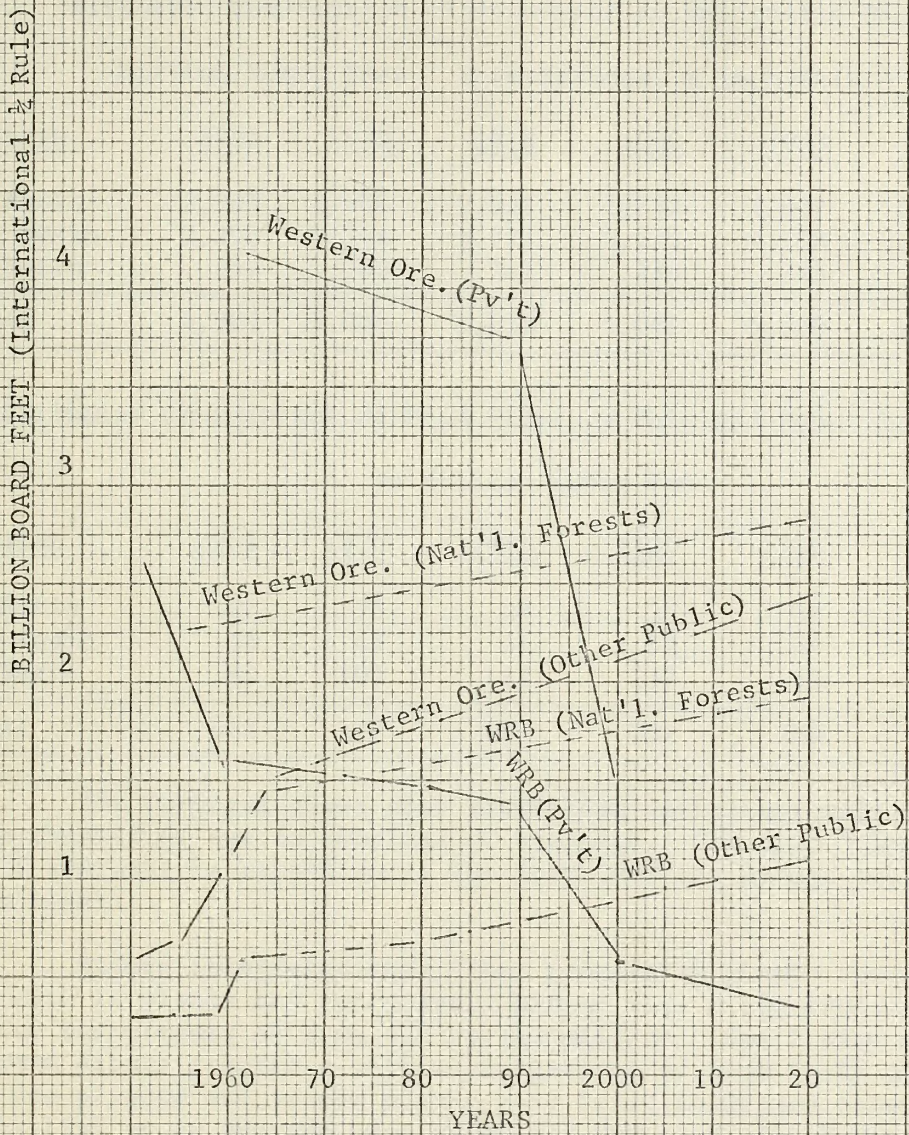 BILLION BOARD FEET (International ¼ Rule)
4
3
2
1
Western Ore. (Pv't)
Western Ore. (Nat'l. Forests)
Western Ore. (Other Public)
WRB (Nat'l. Forests)
WRB (Pv't)
WRB (Other Public)
1960 70 80 90 2000 10 20
YEARS